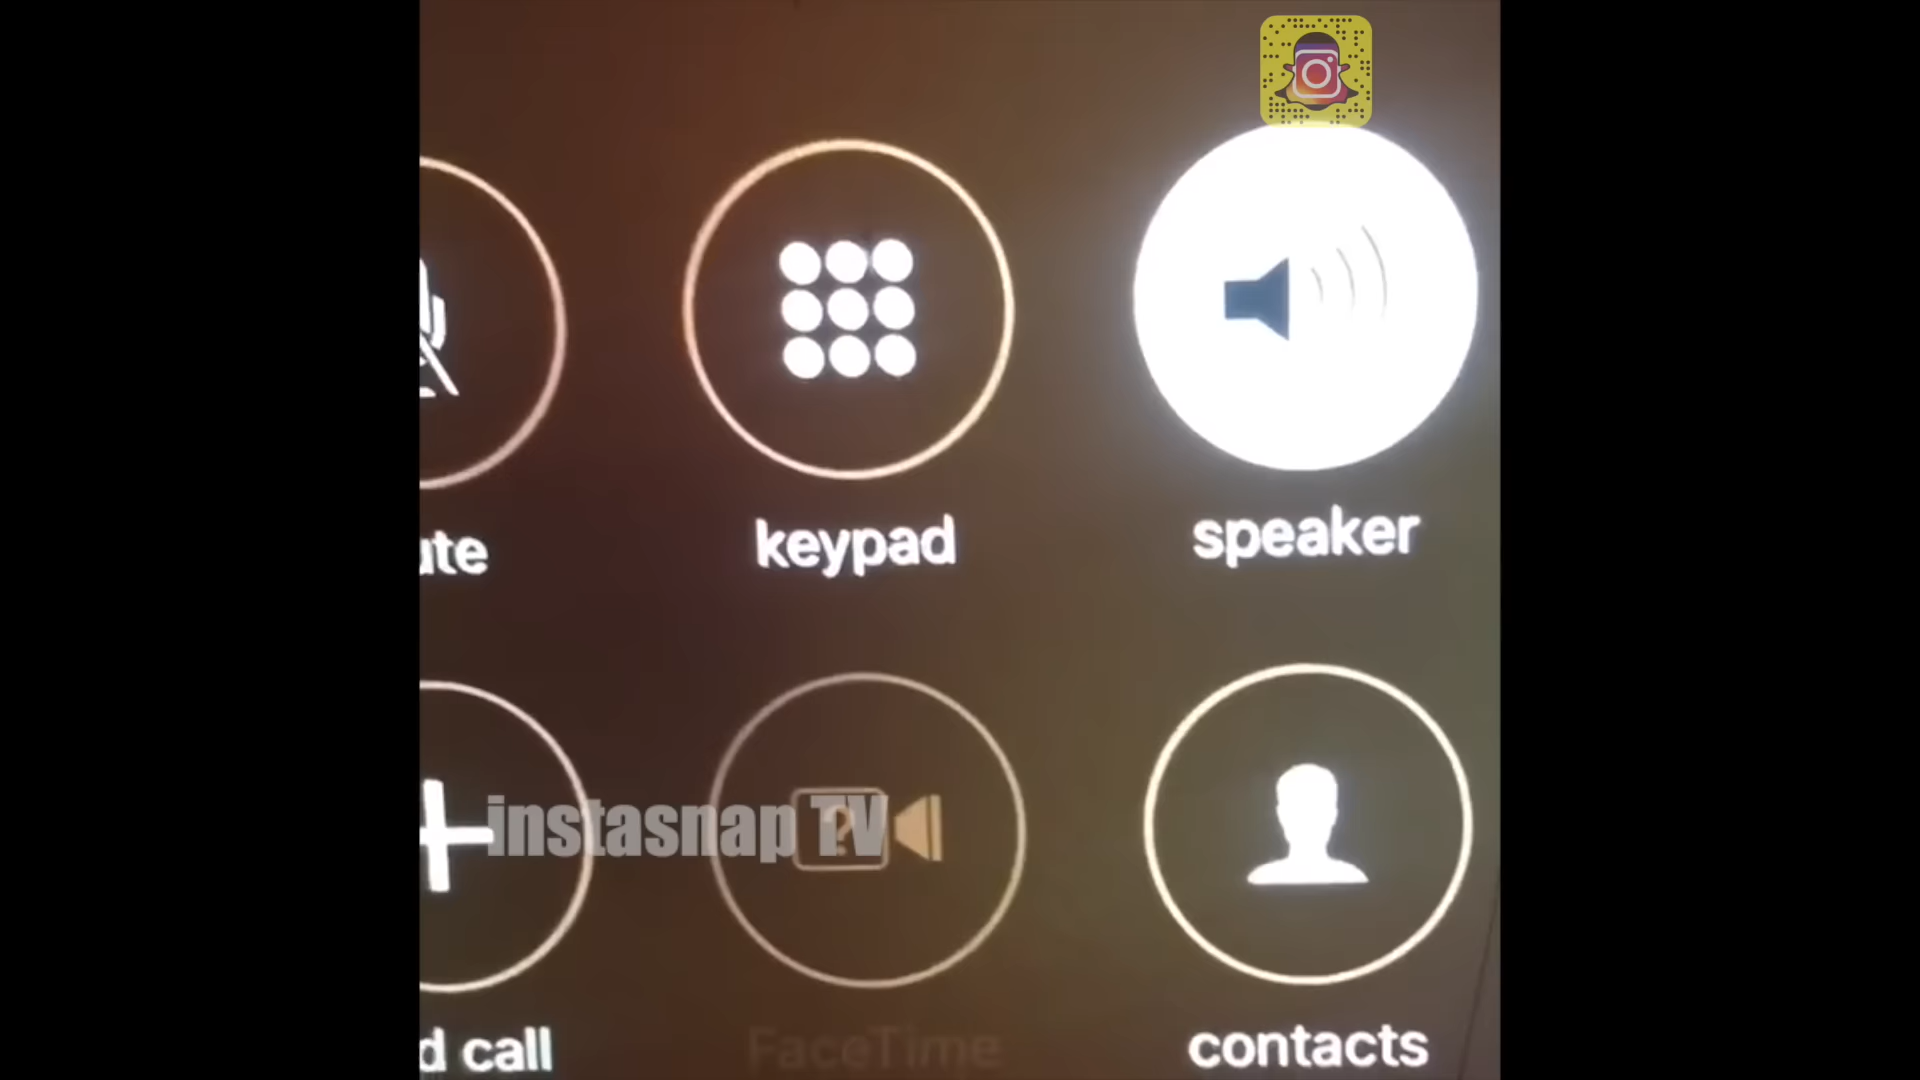 ute
keypad
speaker
instasnap TV
?
d call
FaceTime
contacts